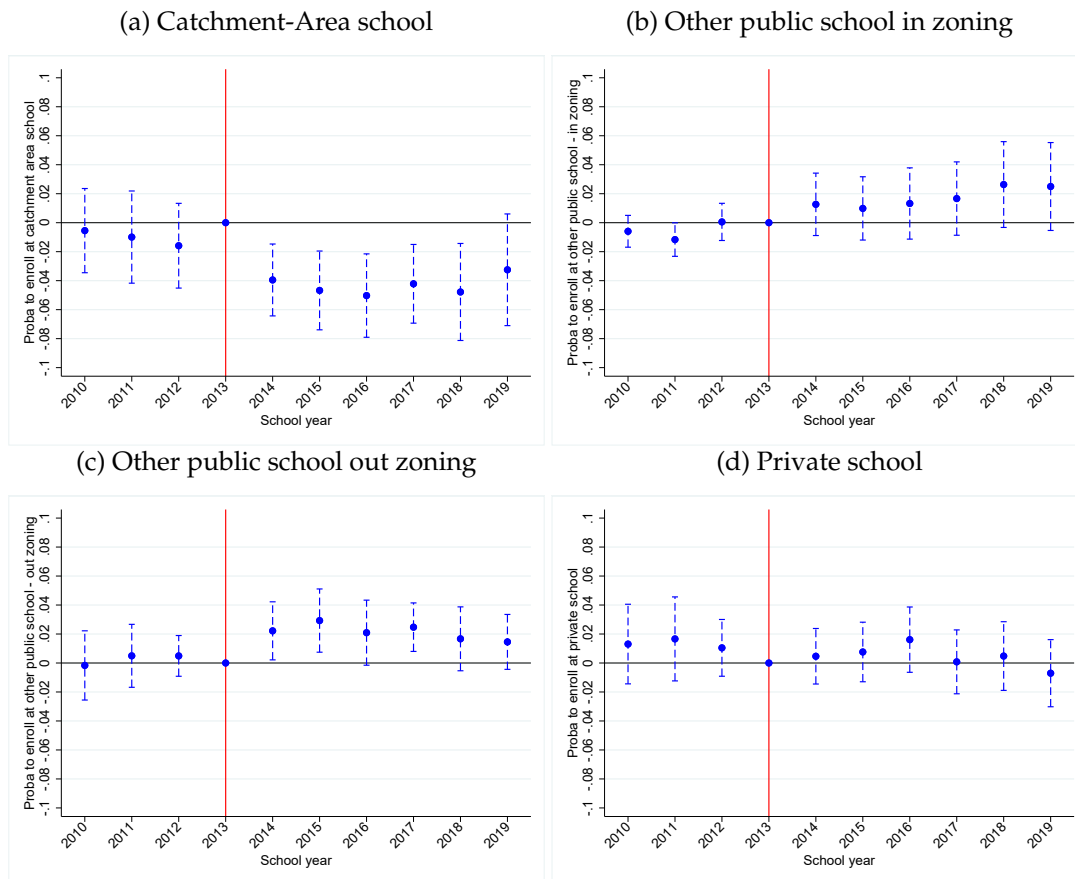 (a) Catchment-Area school
Proba to enroll at catchment area school
.1
.08
.06
.04
.02
0
-.02
-.04
-.06
-.08
-.1
2010 2011 2012 2013 2014 2015 2016 2017 2018 2019
School year
(b) Other public school in zoning
Proba to enroll at other public school - in zoning
.1
.08
.06
.04
.02
0
-.02
-.04
-.06
-.08
-.1
2010 2011 2012 2013 2014 2015 2016 2017 2018 2019
School year
(c) Other public school out zoning
Proba to enroll at other public school - out zoning
.1
.08
.06
.04
.02
0
-.02
-.04
-.06
-.08
-.1
2010 2011 2012 2013 2014 2015 2016 2017 2018 2019
School year
(d) Private school
Proba to enroll at private school
.1
.08
.06
.04
.02
0
-.02
-.04
-.06
-.08
-.1
2010 2011 2012 2013 2014 2015 2016 2017 2018 2019
School year